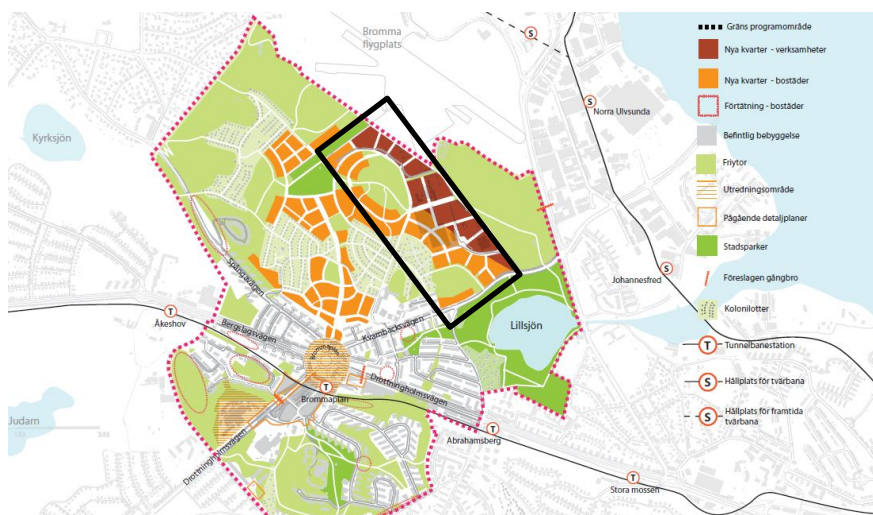 Bromma
flygplats
S
Norra Ulvsunda
S
Kyrksjön
Spångavägen
Johannesfred
S
Lillsjön
T
Åkeshov
Bergslagsvägen
Kvarnbacksvägen
Brommaplan
Drottningholmsvägen
T
Brommaplan
Judarn
Drottningholmsvägen
T
Abrahamsberg
T
Stora mossen
Gräns programområde
Nya kvarter - verksamheter
Nya kvarter - bostäder
Förtätning - bostäder
Befintlig bebyggelse
Friytor
Utredningsområde
Pågående detaljplaner
Stadsparker
Föreslagen gångbro
Kolonilotter
T Tunnelbanestation
S Hållplats för tvärbana
S Hållplats för framtida
tvärbana